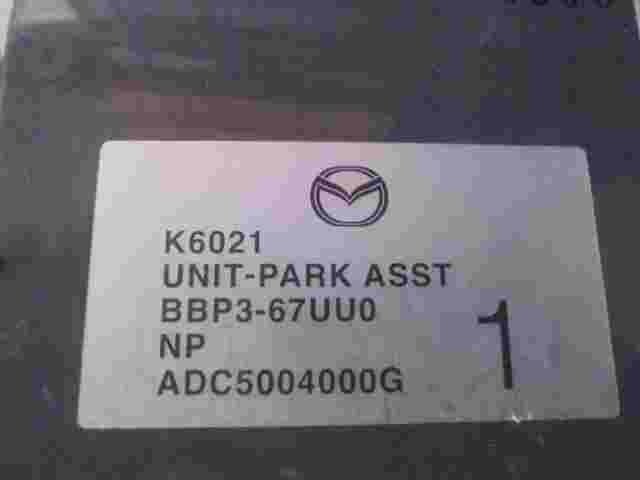 K6021
UNIT-PARK ASST
BBP3-67UU0
NP
ADC5004000G
1